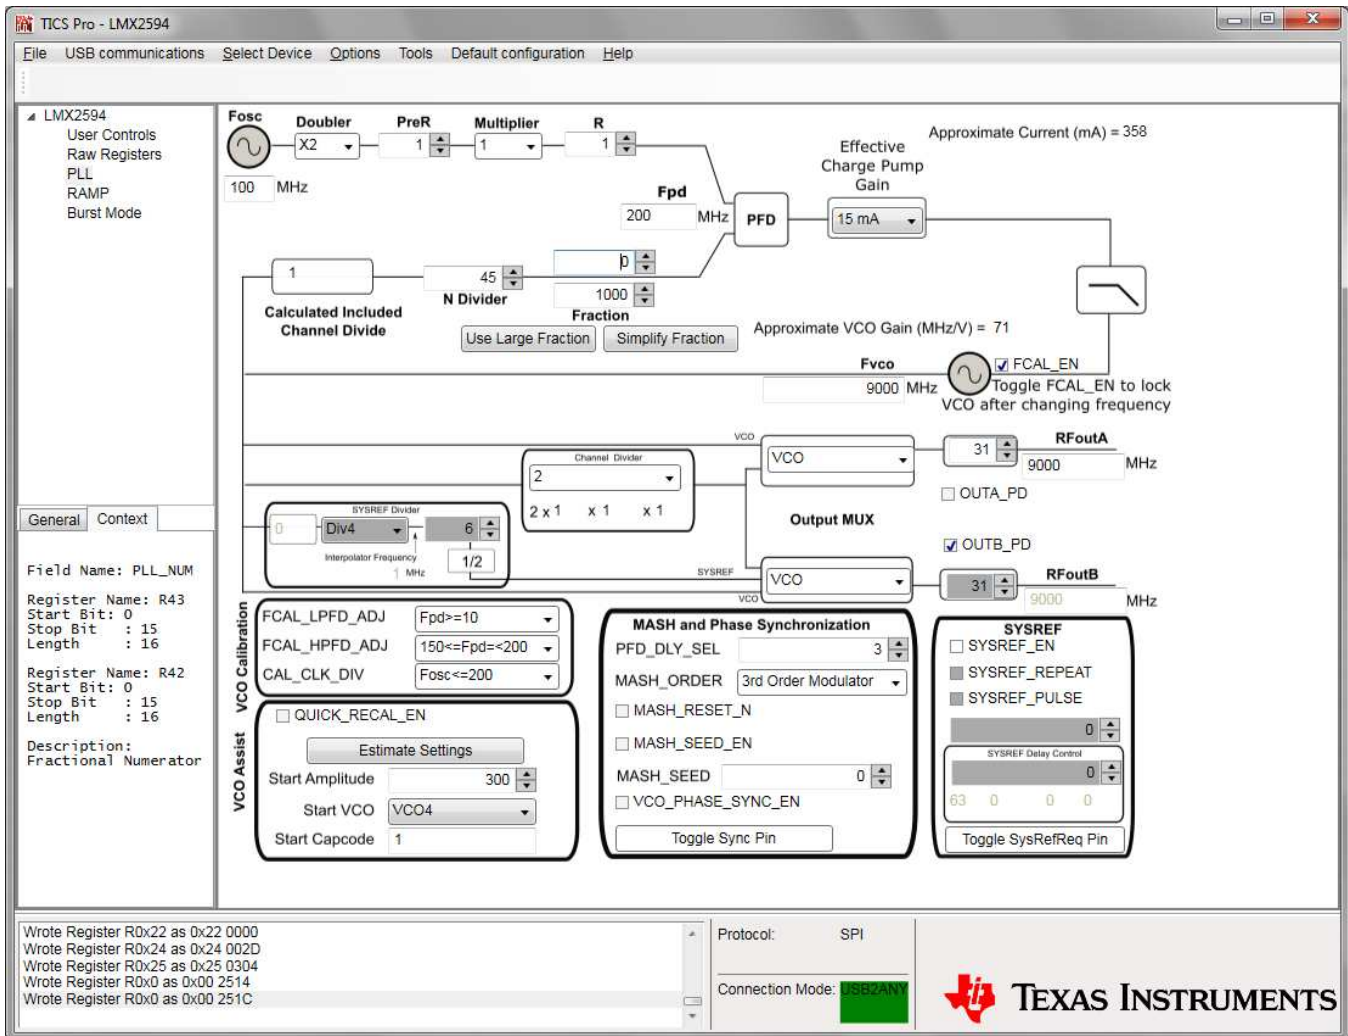 TICS Pro - LMX2594
File USB communications Select Device Options Tools Default configuration Help
LMX2594
User Controls
Raw Registers
PLL
RAMP
Burst Mode
Fosc Doubler PreR Multiplier R
X2 1 1 1
100 MHz
Approximate Current (mA) = 358
Effective
Charge Pump
Gain
15 mA
Fpd
200 MHz
PFD
1
Calculated Included
Channel Divide
45
N Divider
0
1000
Fraction
Use Large Fraction Simplify Fraction
Approximate VCO Gain (MHz/V) = 71
Fvco
9000 MHz
FCAL_EN
Toggle FCAL_EN to lock
VCO after changing frequency
VCO
VCO
31
RFoutA
9000 MHz
OUTA_PD
Channel Divider
2
2 x 1 x 1 x 1
Output MUX
OUTB_PD
SYSREF Divider
0 Div4 6
Interpolator Frequency
1 MHz
1/2
SYSREF
VCO
VCO
31
RFoutB
9000 MHz
General Context
Field Name: PLL_NUM
Register Name: R43
Start Bit: 0
Stop Bit : 15
Length : 16
Register Name: R42
Start Bit: 0
Stop Bit : 15
Length : 16
Description:
Fractional Numerator
VCO Calibration
FCAL_LPFD_ADJ Fpd>=10
FCAL_HPFD_ADJ 150<=Fpd=<200
CAL_CLK_DIV Fosc<=200
VCO Assist
QUICK_RECAL_EN
Estimate Settings
Start Amplitude 300
Start VCO VCO4
Start Capcode 1
MASH and Phase Synchronization
PFD_DLY_SEL 3
MASH_ORDER 3rd Order Modulator
MASH_RESET_N
MASH_SEED_EN
MASH_SEED 0
VCO_PHASE_SYNC_EN
Toggle Sync Pin
SYSREF
SYSREF_EN
SYSREF_REPEAT
SYSREF_PULSE
0
SYSREF Delay Control
0
63 0 0 0
Toggle SysRefReq Pin
Wrote Register R0x22 as 0x22 0000
Wrote Register R0x24 as 0x24 002D
Wrote Register R0x25 as 0x25 0304
Wrote Register R0x0 as 0x00 2514
Wrote Register R0x0 as 0x00 251C
Protocol: SPI
Connection Mode: USB2ANY
TEXAS INSTRUMENTS